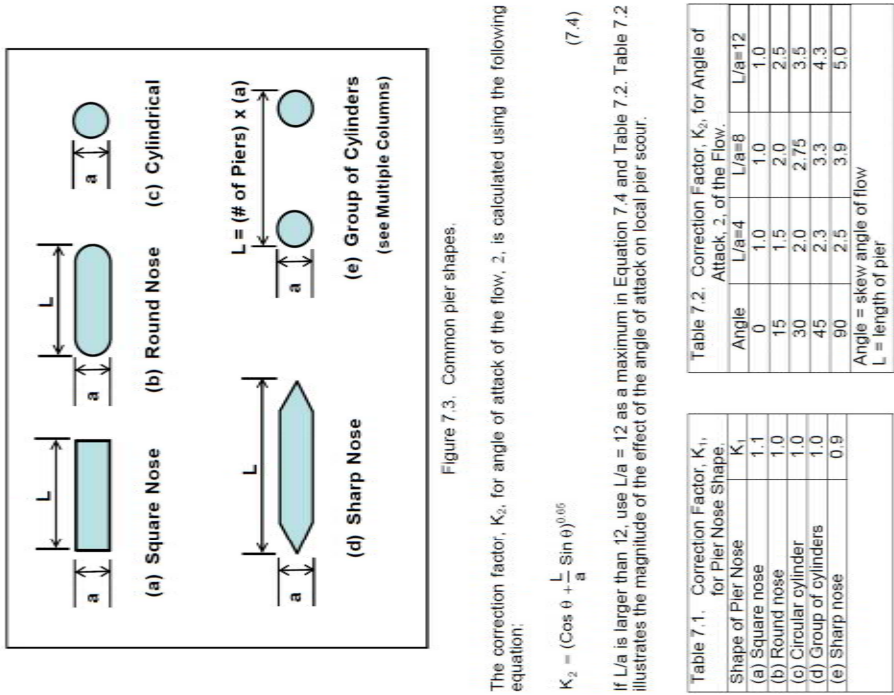 L
a
(a) Square Nose
L
a
(b) Round Nose
a
(c) Cylindrical
L
a
(d) Sharp Nose
L = (# of Piers) x (a)
a
(e) Group of Cylinders
(see Multiple Columns)
Figure 7.3. Common pier shapes.
The correction factor, K₂, for angle of attack of the flow, 2, is calculated using the following
equation:
K₂ = (Cos θ + L/a Sin θ)^0.65 (7.4)
If L/a is larger than 12, use L/a = 12 as a maximum in Equation 7.4 and Table 7.2. Table 7.2
illustrates the magnitude of the effect of the angle of attack on local pier scour.
Table 7.1. Correction Factor, K₁,
for Pier Nose Shape.
Shape of Pier Nose K₁
(a) Square nose 1.1
(b) Round nose 1.0
(c) Circular cylinder 1.0
(d) Group of cylinders 1.0
(e) Sharp nose 0.9
Table 7.2. Correction Factor, K₂, for Angle of
Attack, 2, of the Flow.
Angle L/a=4 L/a=8 L/a=12
0 1.0 1.0 1.0
15 1.5 2.0 2.5
30 2.0 2.75 3.5
45 2.3 3.3 4.3
90 2.5 3.9 5.0
Angle = skew angle of flow
L = length of pier